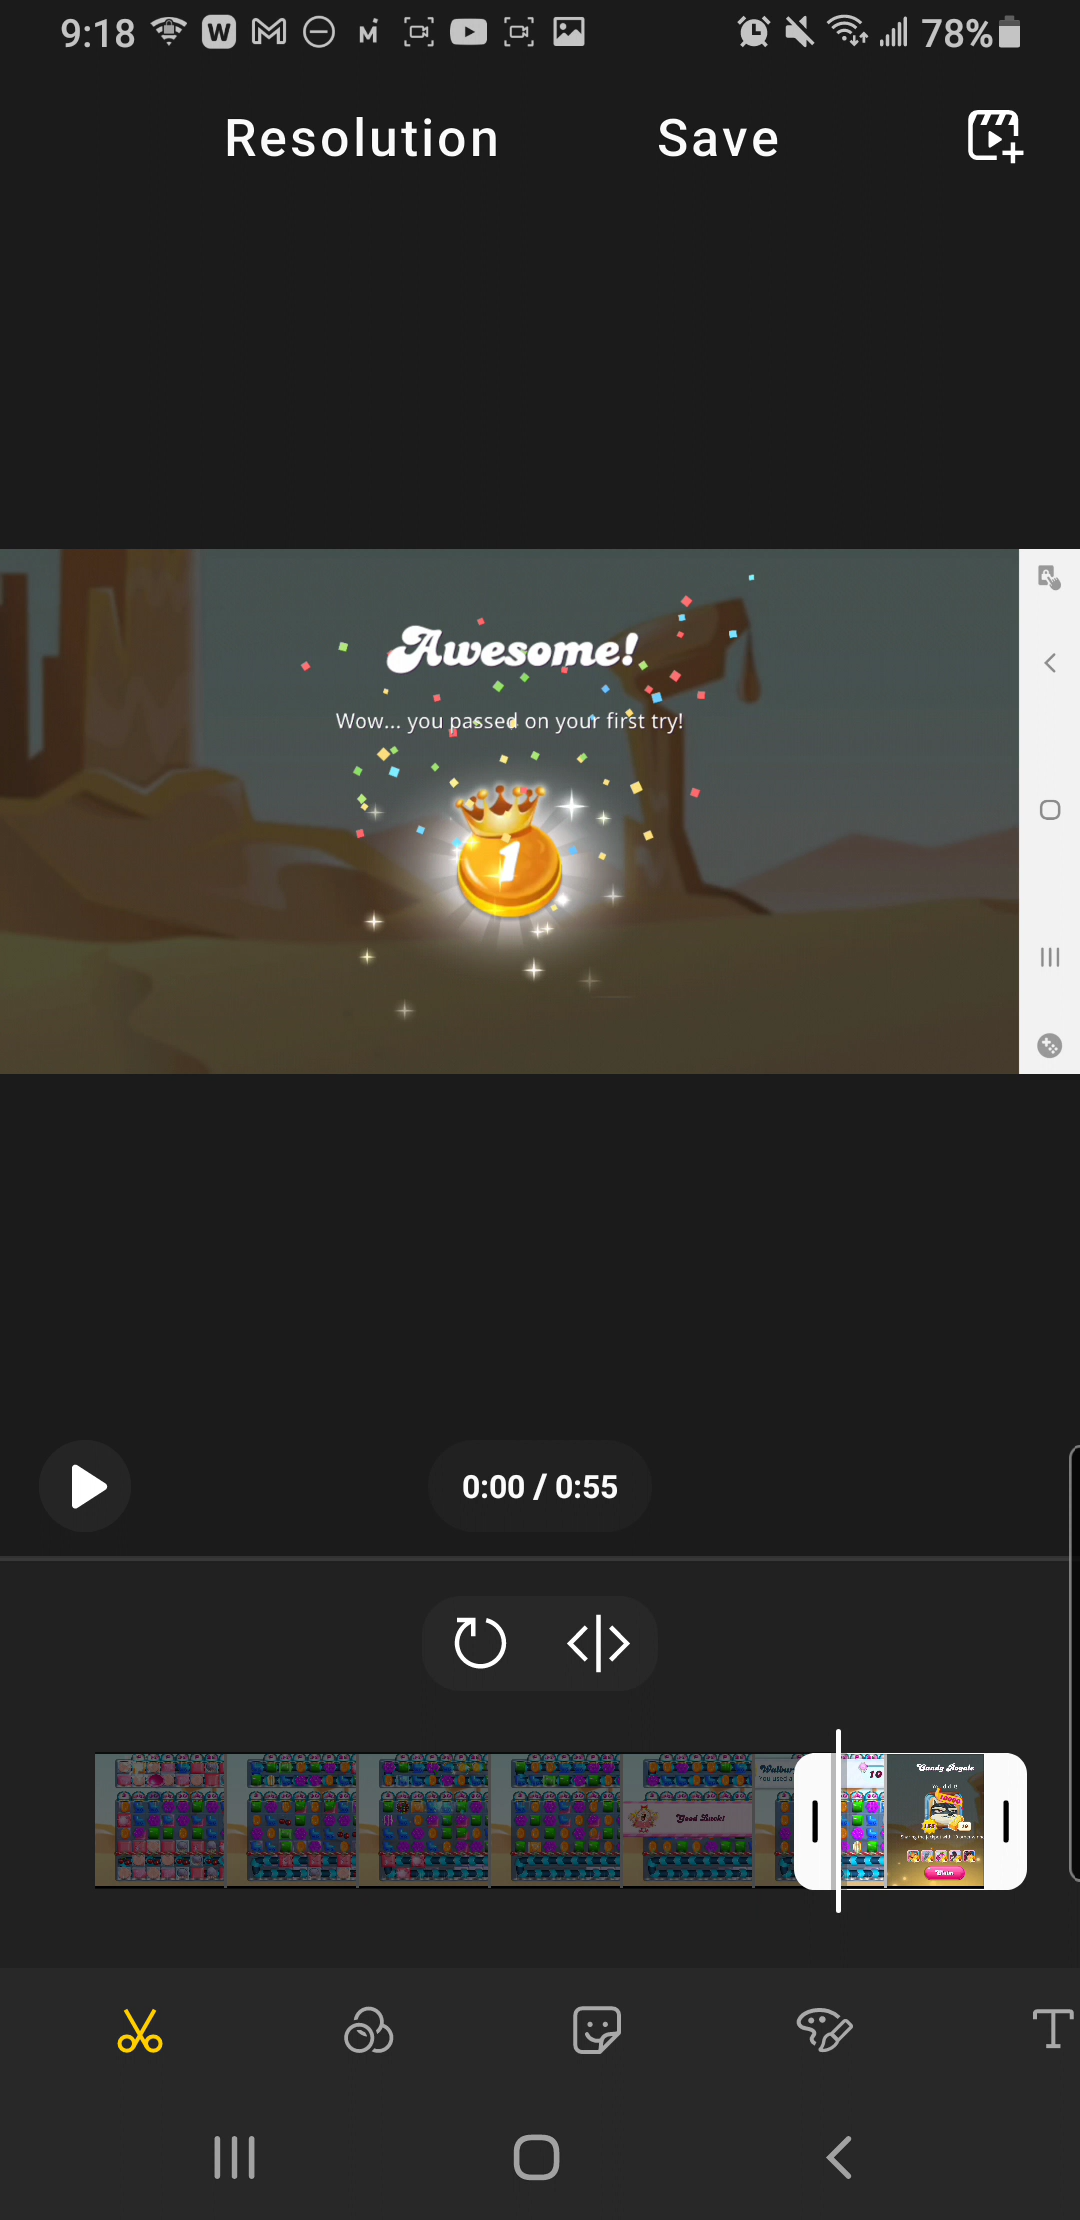 9:18 W M 78%
Resolution Save
Awesome!
Wow... you passed on your first try!
1
0:00 / 0:55
Good Luck!
10
Candy Royale
T